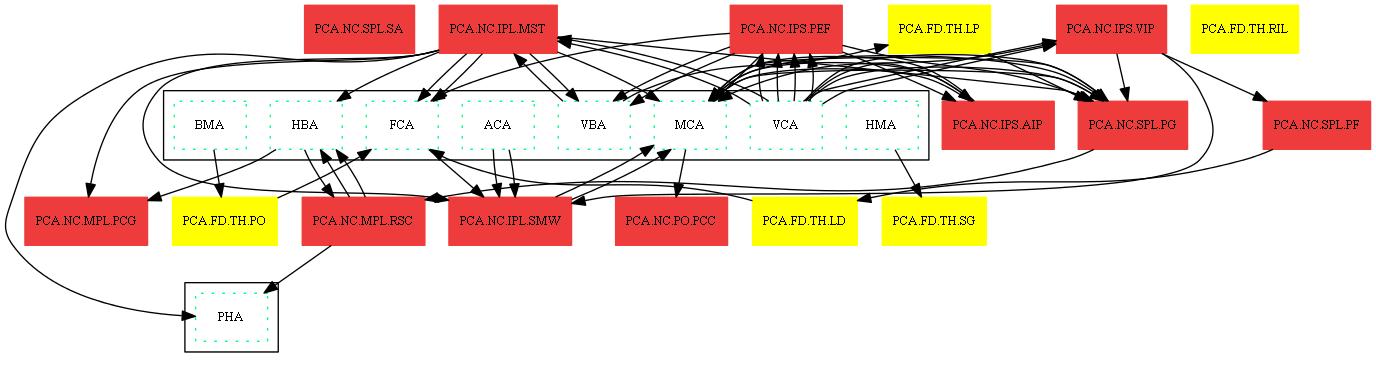 PCA.NC.SPL.SA
PCA.NC.IPL.MST
PCA.NC.IPS.PEF
PCA.FD.TH.LP
PCA.NC.IPS.VIP
PCA.FD.TH.RIL
BMA
HBA
FCA
ACA
VBA
MCA
VCA
HMA
PCA.NC.IPS.AIP
PCA.NC.SPL.PG
PCA.NC.SPL.PF
PCA.NC.MPL.PCG
PCA.FD.TH.PO
PCA.NC.MPL.RSC
PCA.NC.IPL.SMW
PCA.NC.PO.PCC
PCA.FD.TH.LD
PCA.FD.TH.SG
PHA